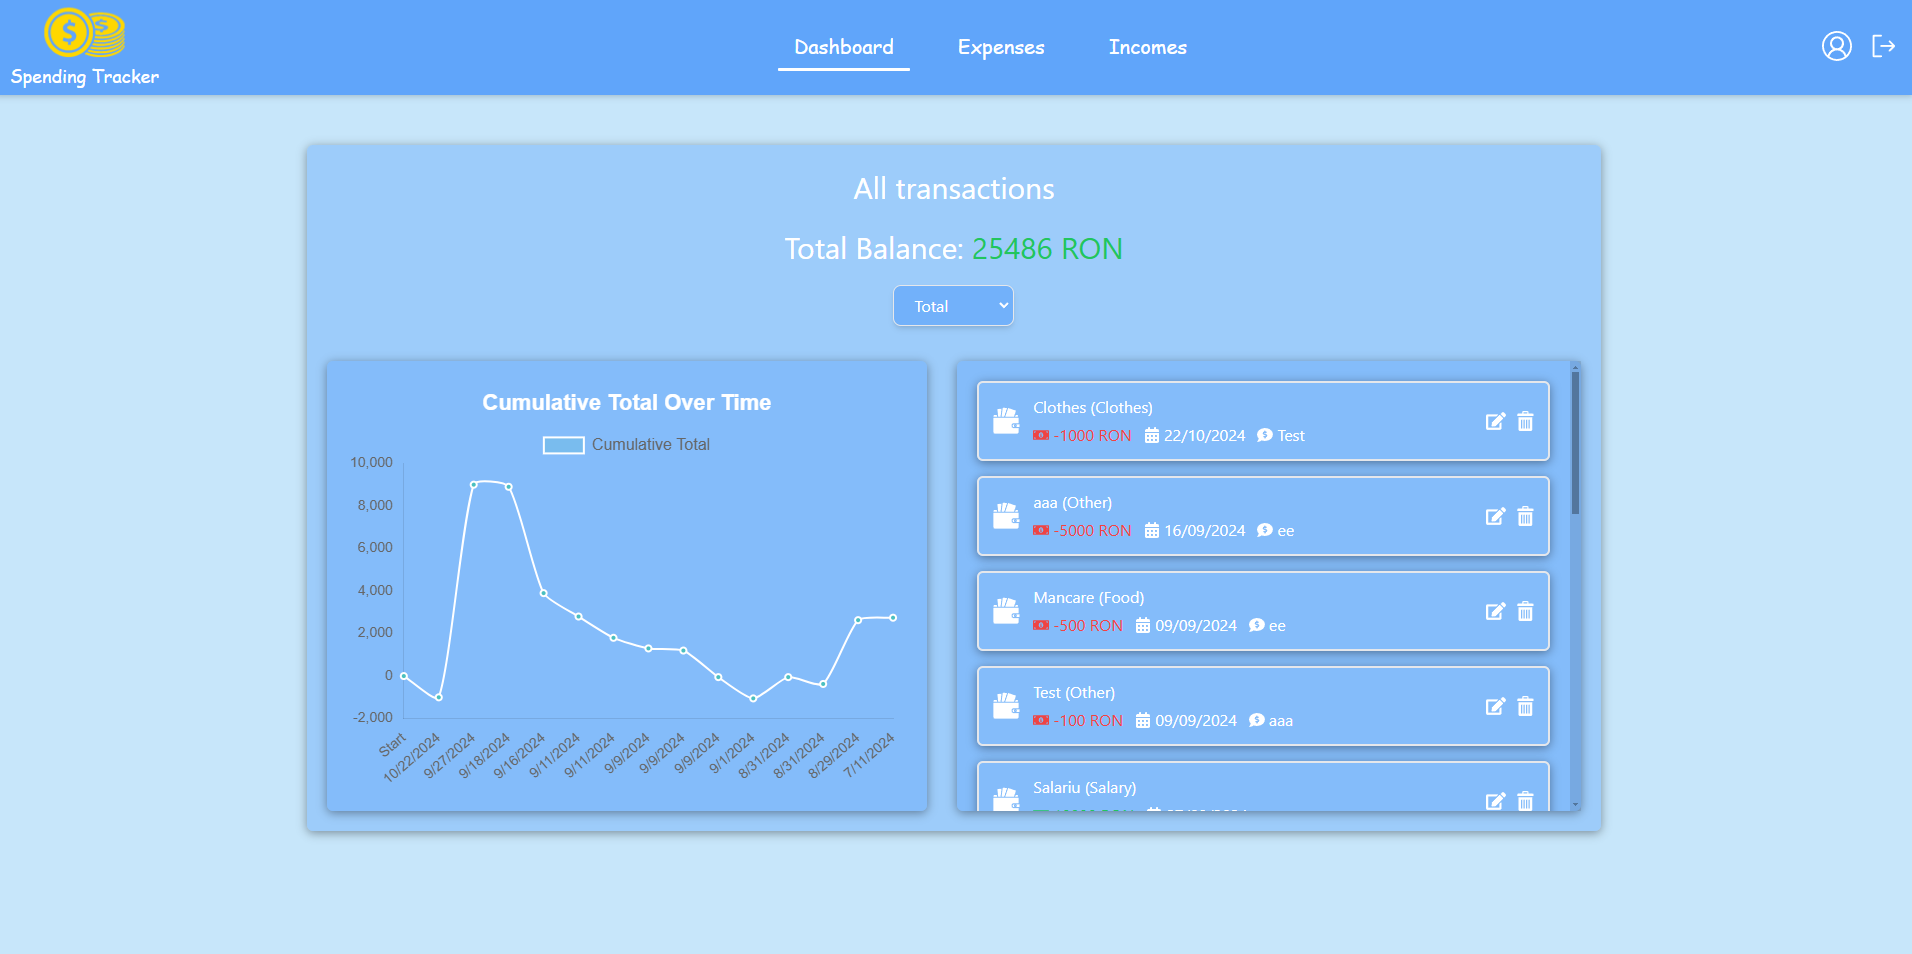 Spending Tracker
Dashboard
Expenses
Incomes
All transactions
Total Balance: 25486 RON
Total
Cumulative Total Over Time
Cumulative Total
10,000
8,000
6,000
4,000
2,000
0
-2,000
Start
10/22/2024
9/27/2024
9/18/2024
9/16/2024
9/11/2024
9/11/2024
9/9/2024
9/9/2024
9/9/2024
9/1/2024
8/31/2024
8/31/2024
8/29/2024
7/11/2024
Clothes (Clothes)
-1000 RON 22/10/2024 Test
aaa (Other)
-5000 RON 16/09/2024 ee
Mancare (Food)
-500 RON 09/09/2024 ee
Test (Other)
-100 RON 09/09/2024 aaa
Salariu (Salary)